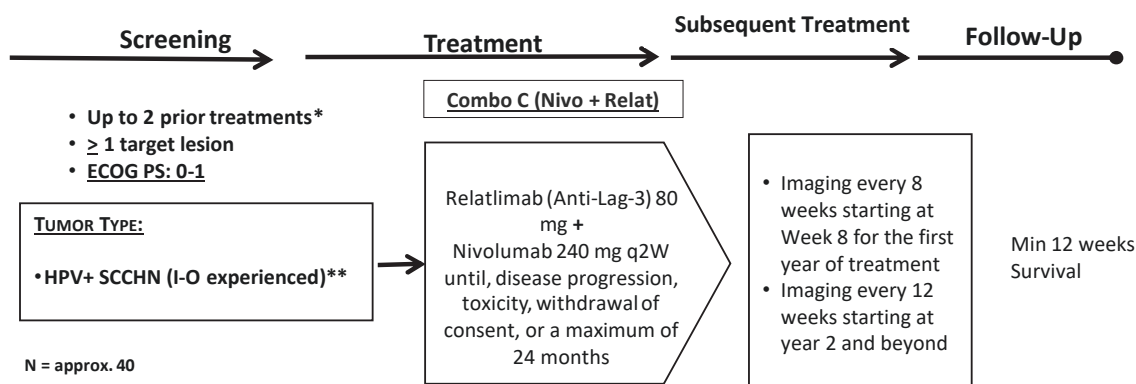 Screening
Treatment
Subsequent Treatment
Follow-Up
Combo C (Nivo + Relat)
• Up to 2 prior treatments*
• > 1 target lesion
• ECOG PS: 0-1
TUMOR TYPE:
•HPV+ SCCHN (I-O experienced)**
N = approx. 40
Relatlimab (Anti-Lag-3) 80
mg +
Nivolumab 240 mg q2W
until, disease progression,
toxicity, withdrawal of
consent, or a maximum of
24 months
• Imaging every 8
weeks starting at
Week 8 for the first
year of treatment
• Imaging every 12
weeks starting at
year 2 and beyond
Min 12 weeks
Survival